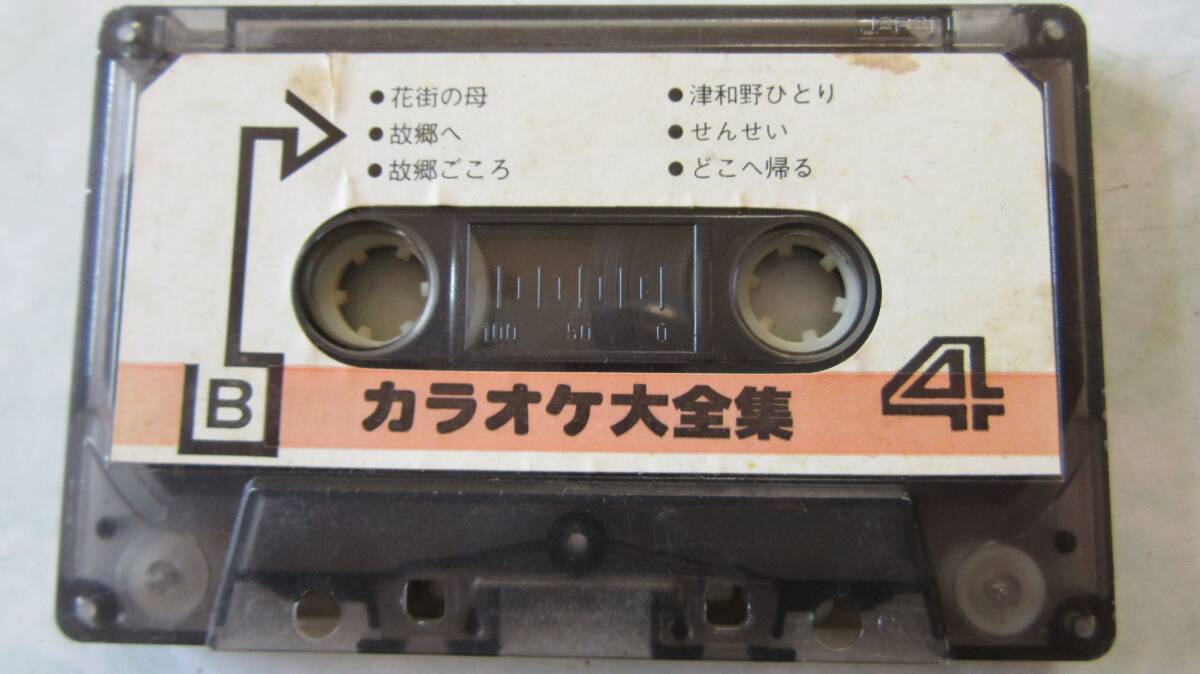 JAPAN
●花街の母
●故郷へ
●故郷ごころ
●津和野ひとり
●せんせい
●どこへ帰る
100 50 0
B
カラオケ大全集
4